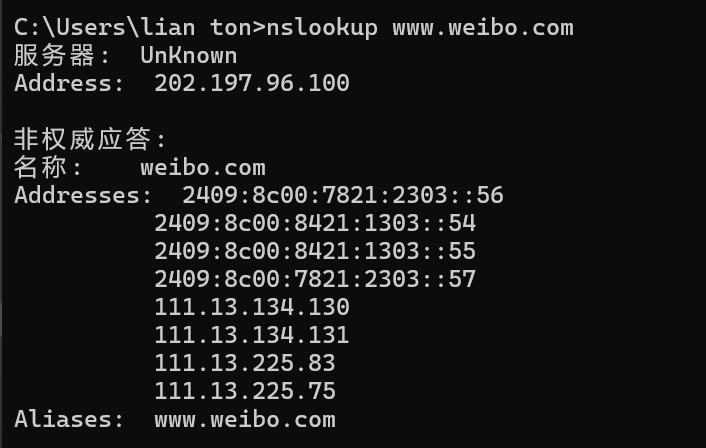 C:\Users\lian ton>nslookup www.weibo.com
服务器:  UnKnown
Address:  202.197.96.100

非权威应答:
名称:    weibo.com
Addresses:  2409:8c00:7821:2303::56
          2409:8c00:8421:1303::54
          2409:8c00:8421:1303::55
          2409:8c00:7821:2303::57
          111.13.134.130
          111.13.134.131
          111.13.225.83
          111.13.225.75
Aliases:  www.weibo.com